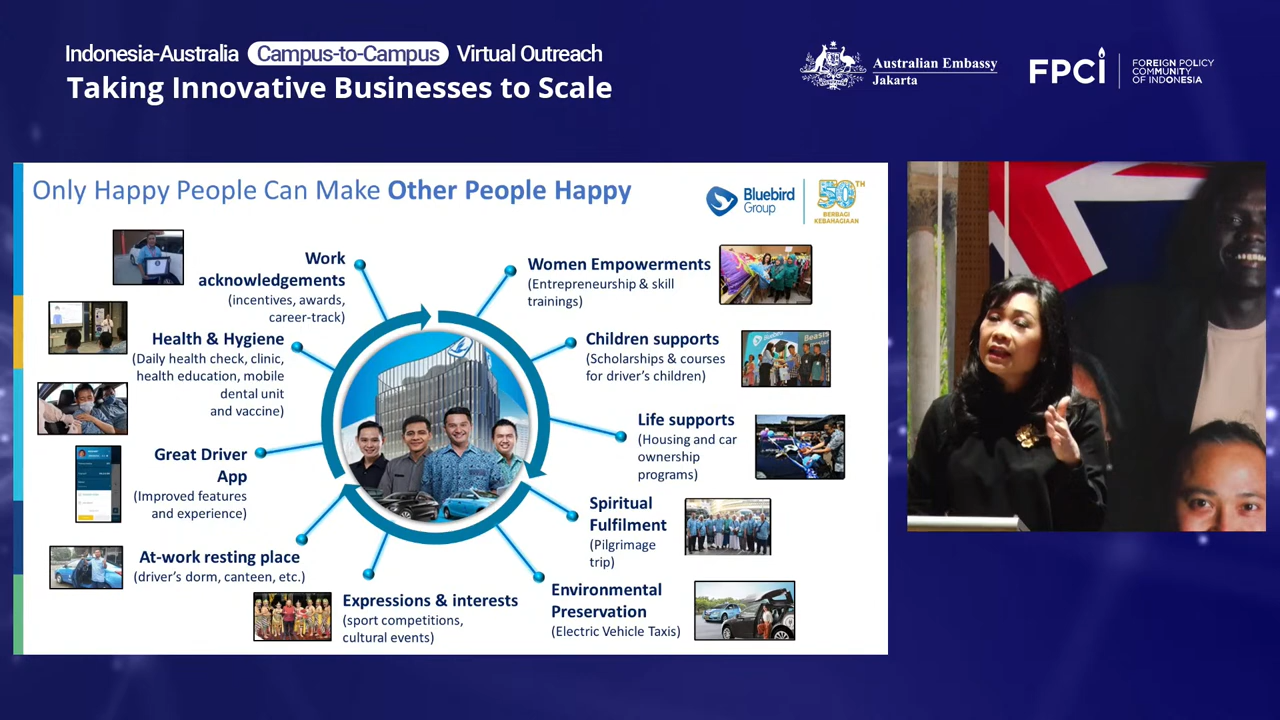 Indonesia-Australia Campus-to-Campus Virtual Outreach
Taking Innovative Businesses to Scale
Australian Embassy
Jakarta
FPCI
FOREIGN POLICY
COMMUNITY
OF INDONESIA
Only Happy People Can Make Other People Happy
Bluebird
Group
50TH
BERBAGI
KEBAHAGIAAN
Work
acknowledgements
(incentives, awards,
career-track)
Health & Hygiene
(Daily health check, clinic,
health education, mobile
dental unit
and vaccine)
Great Driver
App
(Improved features
and experience)
At-work resting place
(driver's dorm, canteen, etc.)
Expressions & interests
(sport competitions,
cultural events)
Women Empowerments
(Entrepreneurship & skill
trainings)
Children supports
(Scholarships & courses
for driver's children)
Life supports
(Housing and car
ownership
programs)
Spiritual
Fulfilment
(Pilgrimage
trip)
Environmental
Preservation
(Electric Vehicle Taxis)